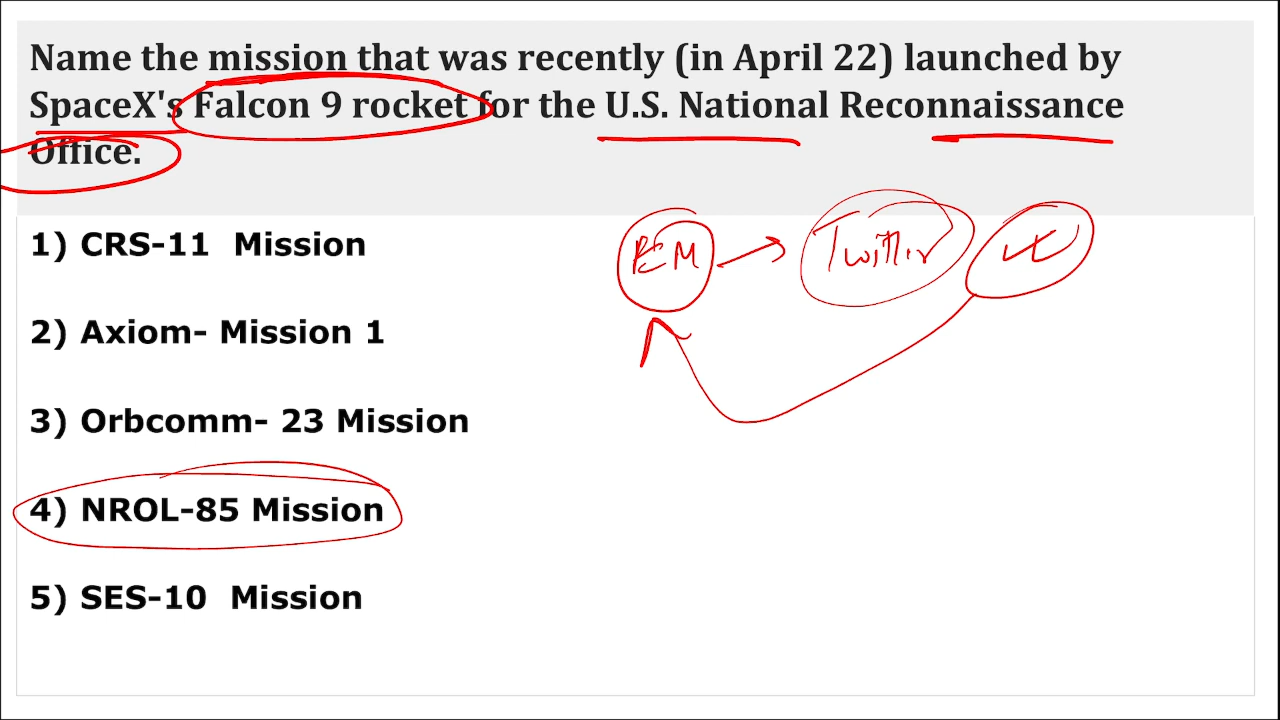 Name the mission that was recently (in April 22) launched by
SpaceX's Falcon 9 rocket for the U.S. National Reconnaissance
Office.
1) CRS-11 Mission
EM Twitter
2) Axiom- Mission 1
3) Orbcomm- 23 Mission
4) NROL-85 Mission
5) SES-10 Mission